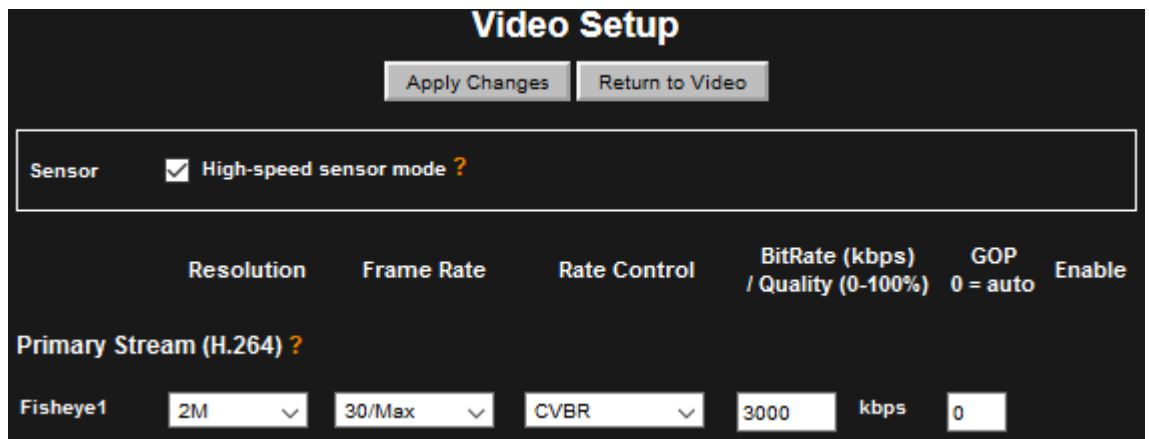 Video Setup
Apply Changes Return to Video
Sensor High-speed sensor mode ?
Resolution Frame Rate Rate Control BitRate (kbps) / Quality (0-100%) GOP 0 = auto Enable
Primary Stream (H.264) ?
Fisheye1 2M 30/Max CVBR 3000 kbps 0